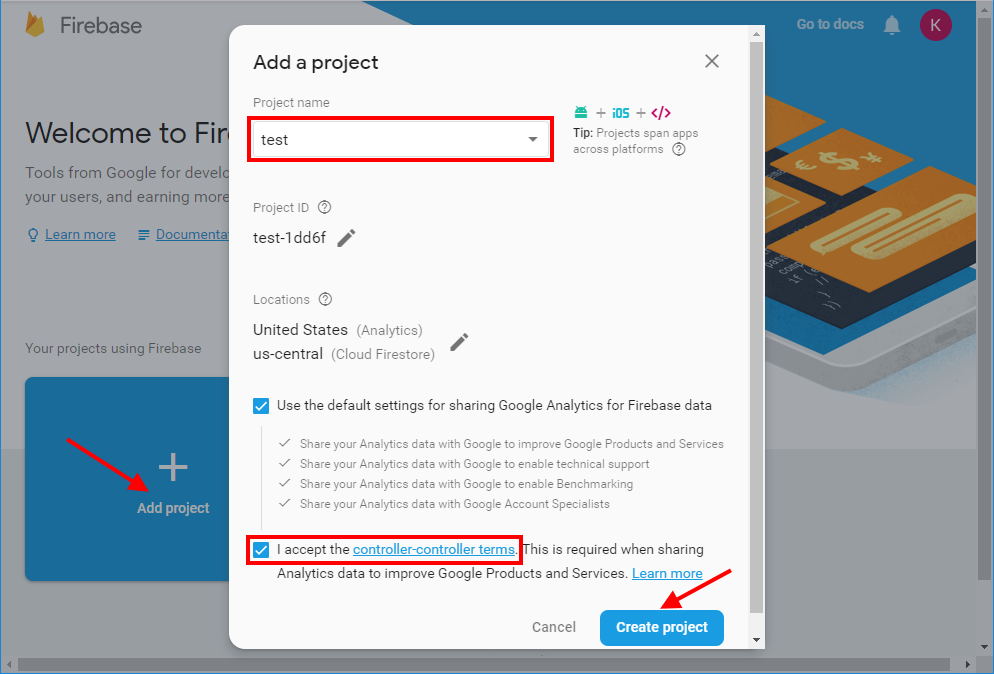 Firebase
Go to docs
K
Add a project
Project name
test
+ iOS + </>
Tip: Projects span apps
across platforms ?
Welcome to Fir
Tools from Google for develo
your users, and earning more
Learn more
Documenta
Project ID ?
test-1dd6f
Locations ?
United States (Analytics)
us-central (Cloud Firestore)
Your projects using Firebase
Add project
Use the default settings for sharing Google Analytics for Firebase data
Share your Analytics data with Google to improve Google Products and Services
Share your Analytics data with Google to enable technical support
Share your Analytics data with Google to enable Benchmarking
Share your Analytics data with Google Account Specialists
I accept the controller-controller terms. This is required when sharing
Analytics data to improve Google Products and Services. Learn more
Cancel
Create project